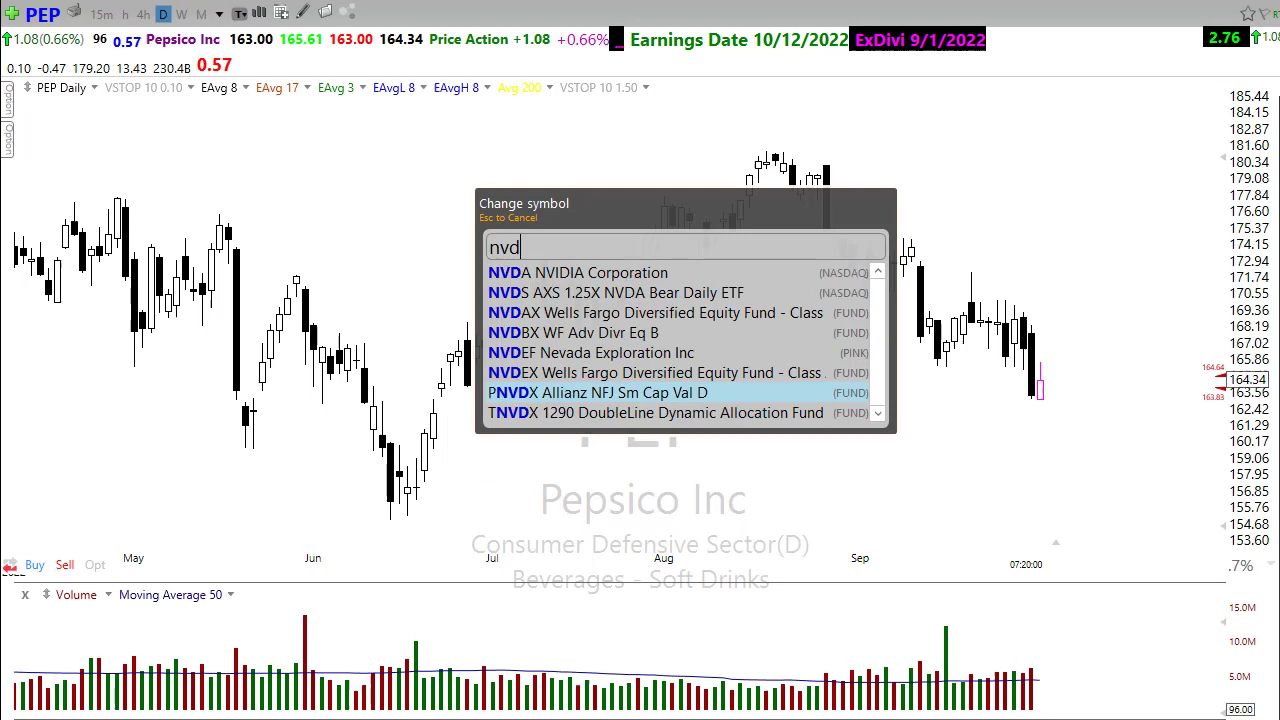 PEP 15m h 4h D W M T
1.08(0.66%) 96 0.57 Pepsico Inc 163.00 165.61 163.00 164.34 Price Action +1.08 +0.66% ... Earnings Date 10/12/2022 ExDivi 9/1/2022 2.76 1.08
0.10 -0.47 179.20 13.43 230.4B 0.57
Option
Option
PEP Daily VSTOP 10 0.10 EAvg 8 EAvg 17 EAvg 3 EAvgL 8 EAvgH 8 Avg 200 VSTOP 10 1.50
185.44
184.15
182.87
181.60
180.34
179.08
177.84
176.60
175.37
174.15
172.94
171.74
170.55
169.36
168.19
167.02
165.86
164.64
164.34
163.56
163.83
162.42
161.29
160.17
159.06
157.95
156.85
155.76
154.68
153.60
Change symbol
Esc to Cancel
nvd
NVDA NVIDIA Corporation (NASDAQ)
NVDS AXS 1.25X NVDA Bear Daily ETF (NASDAQ)
NVDAX Wells Fargo Diversified Equity Fund - Class (FUND)
NVDBX WF Adv Divr Eq B (FUND)
NVDEF Nevada Exploration Inc (PINK)
NVDEX Wells Fargo Diversified Equity Fund - Class (FUND)
PNVDX Allianz NFJ Sm Cap Val D (FUND)
TNVDX 1290 DoubleLine Dynamic Allocation Fund (FUND)
Pepsico Inc
Consumer Defensive Sector(D)
Beverages - Soft Drinks
May Jun Jul Aug Sep 07:20:00
Buy Sell Opt .7%
x Volume Moving Average 50
15.0M
10.0M
5.0M
96.00